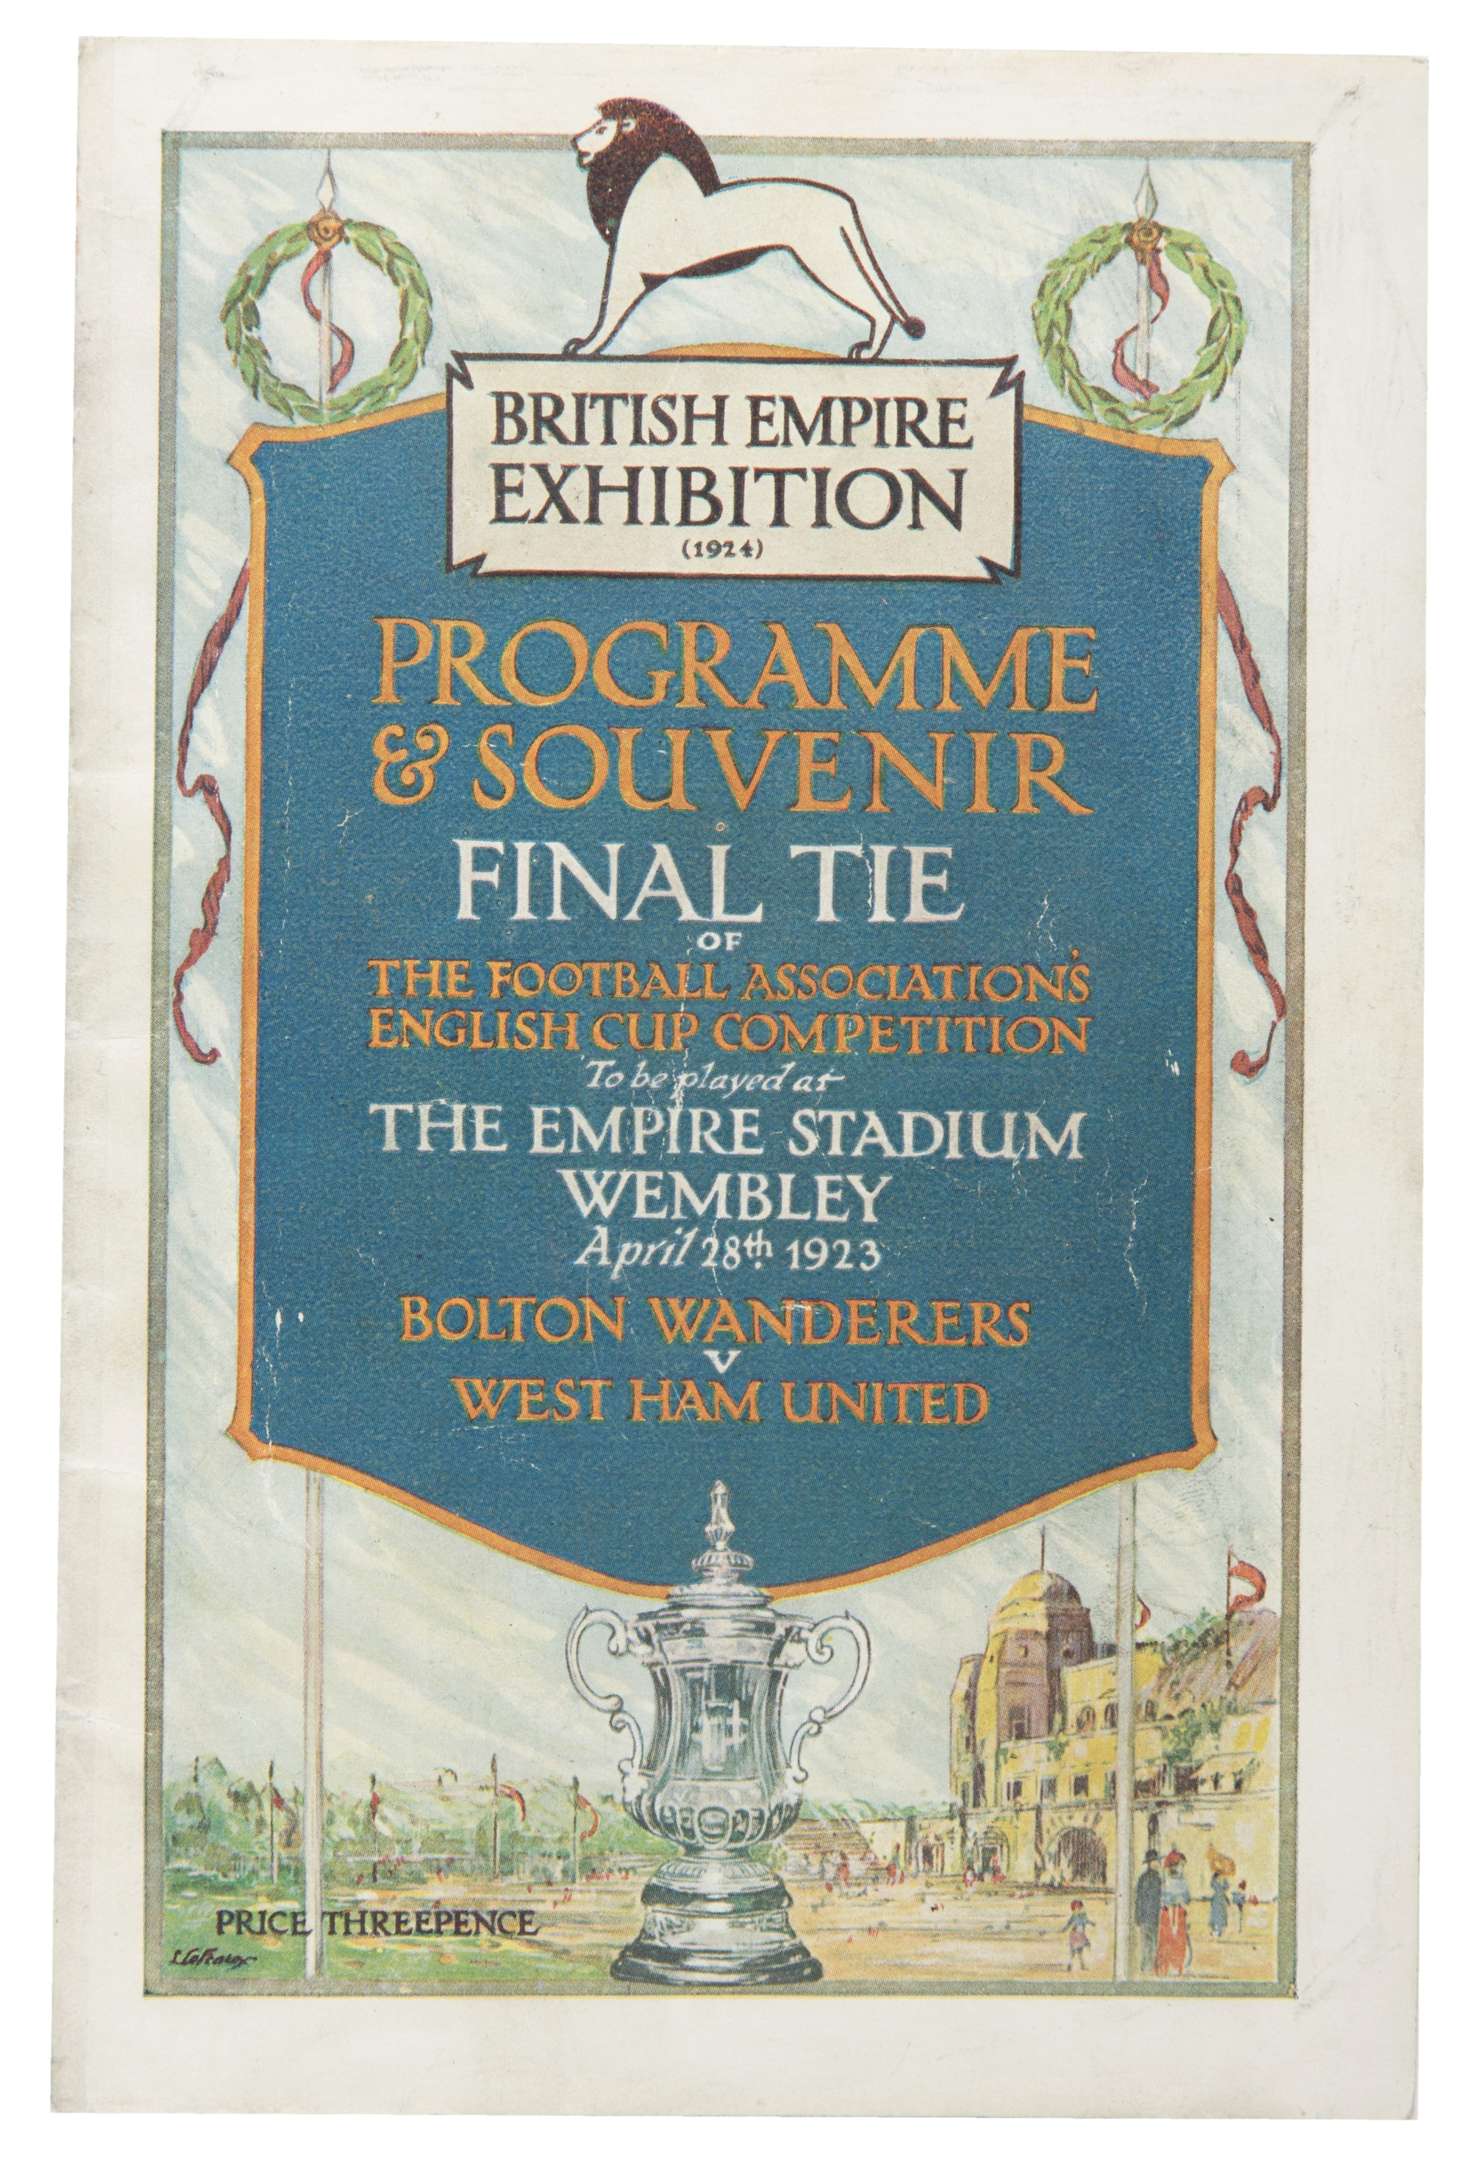 BRITISH EMPIRE
EXHIBITION
(1924)
PROGRAMME
& SOUVENIR
FINAL TIE
OF
THE FOOTBALL ASSOCIATION'S
ENGLISH CUP COMPETITION
To be played at
THE EMPIRE STADIUM
WEMBLEY
April 28th. 1923
BOLTON WANDERERS
V
WEST HAM UNITED
PRICE THREEPENCE